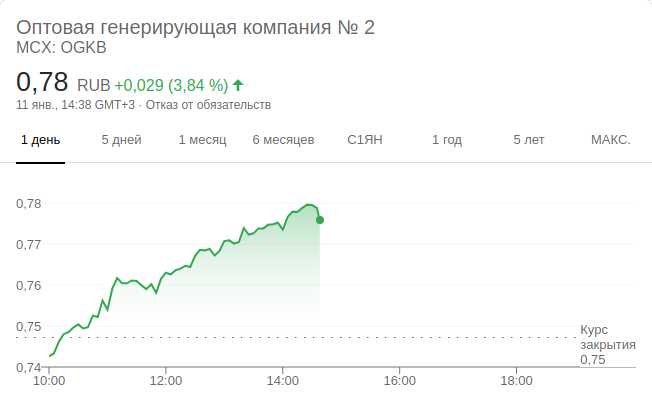 Оптовая генерирующая компания № 2
MCX: OGKB
0,78 RUB +0,029 (3,84 %)
11 янв., 14:38 GMT+3 · Отказ от обязательств
1 день 5 дней 1 месяц 6 месяцев С1ЯН 1 год 5 лет МАКС.
0,78
0,77
0,76
0,75
Курс
закрытия
0,75
0,74
10:00 12:00 14:00 16:00 18:00